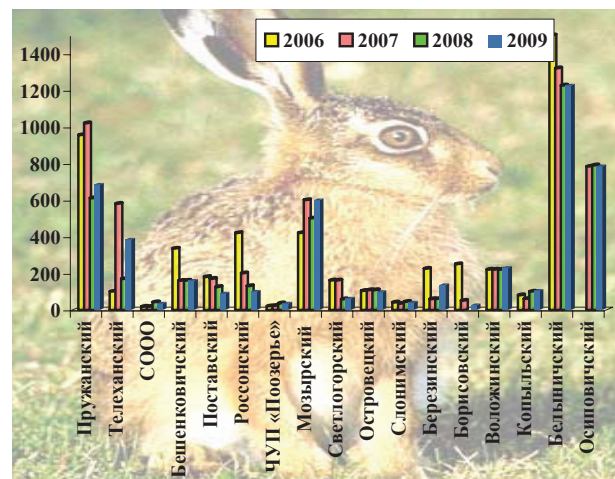 2006 2007 2008 2009
1400
1200
1000
800
600
400
200
0
Пружанский
Телеханский
СООО
Бешенковичский
Поставский
Россонский
ЧУП «Поозерье»
Мозырский
Светлогорский
Островецкий
Слонимский
Березинский
Борисовский
Воложинский
Копыльский
Белыничский
Осиповичский